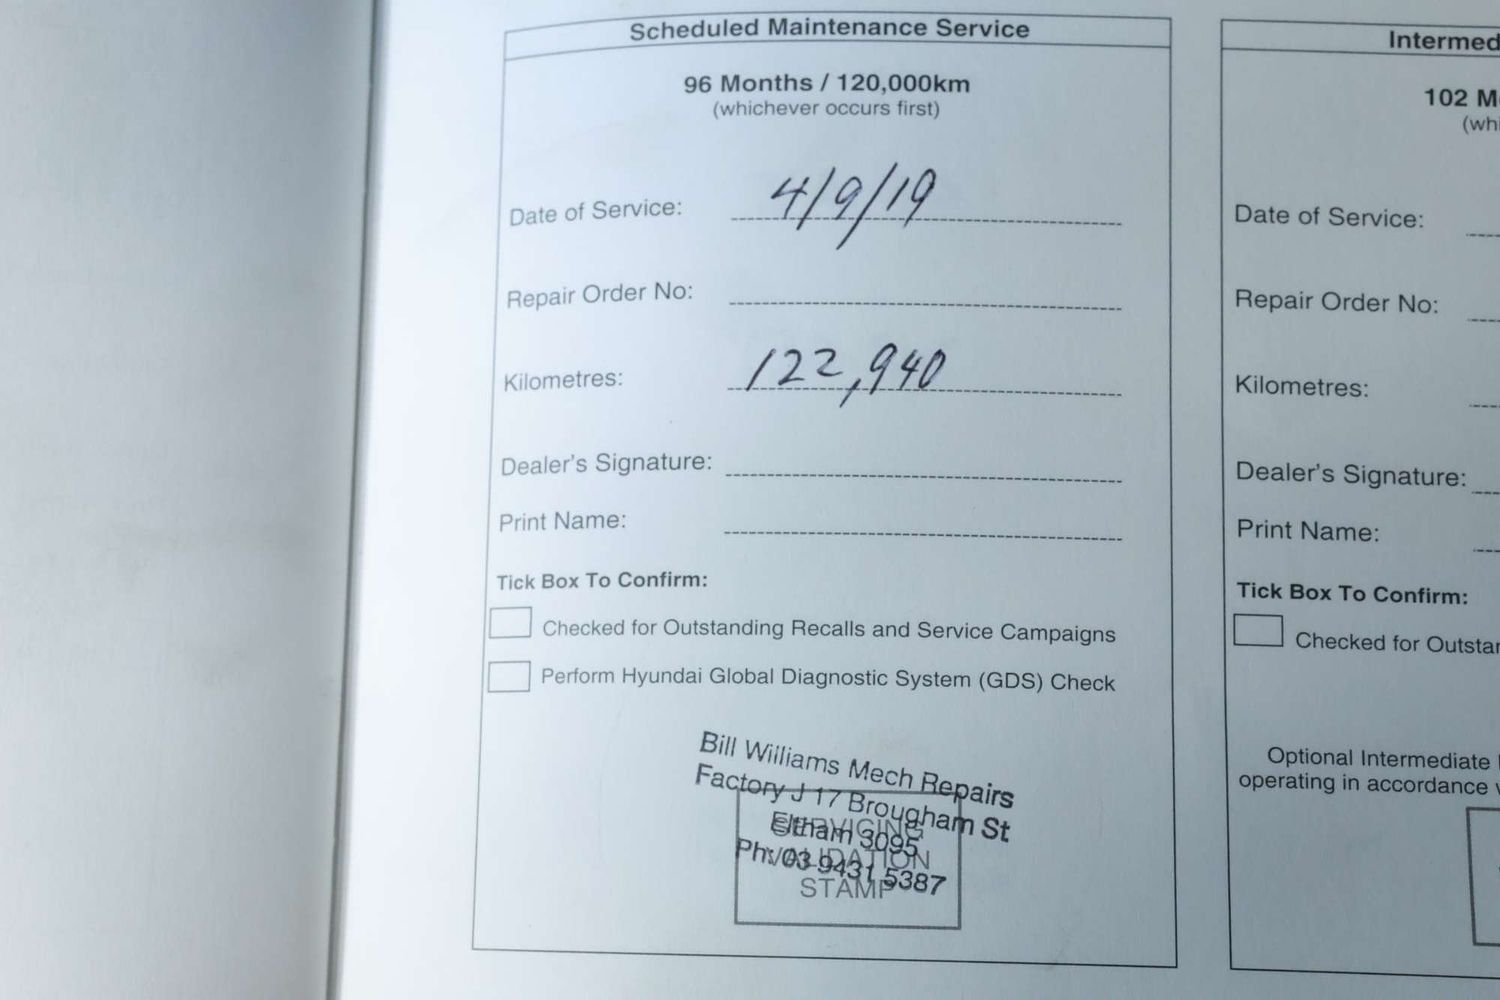 Scheduled Maintenance Service
96 Months / 120,000km
(whichever occurs first)
Date of Service: 4/9/19
Repair Order No:
Kilometres: 122,940
Dealer's Signature:
Print Name:
Tick Box To Confirm:
Checked for Outstanding Recalls and Service Campaigns
Perform Hyundai Global Diagnostic System (GDS) Check
Bill Williams Mech Repairs
Factory J 17 Brougham St
Eltham 3095
Ph: 03 9431 5387
SERVICING
VALIDATION
STAMP
Intermed
102 M
(whi
Date of Service:
Repair Order No:
Kilometres:
Dealer's Signature:
Print Name:
Tick Box To Confirm:
Checked for Outstan
Optional Intermediate
operating in accordance